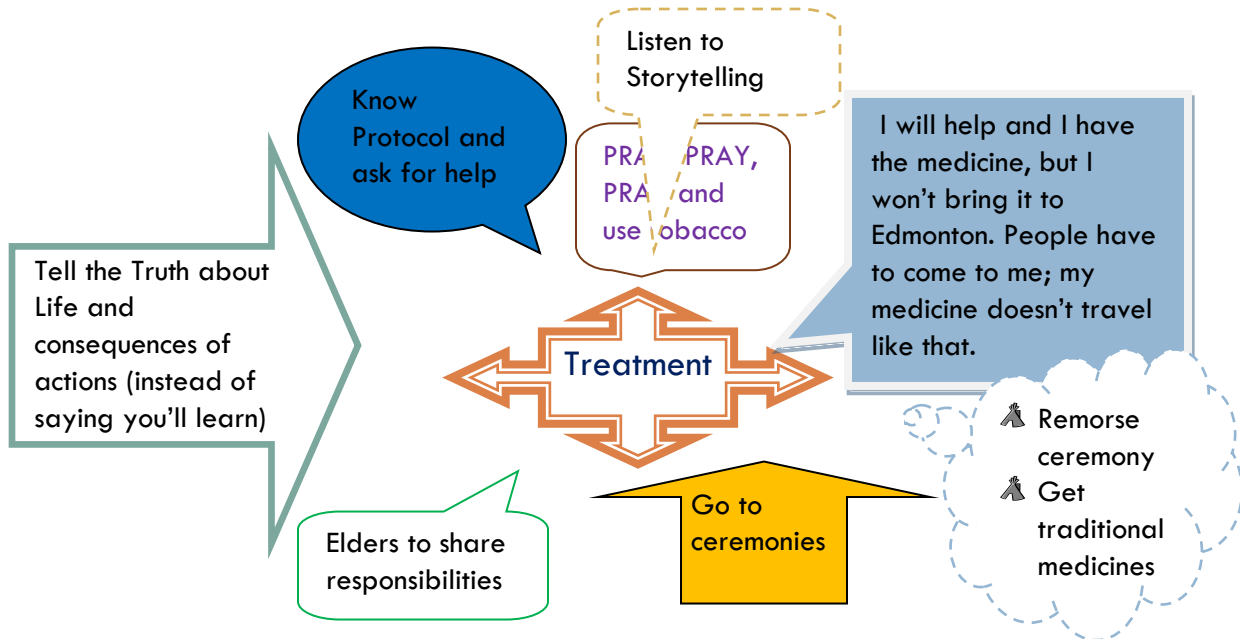 Listen to
Storytelling
Know
Protocol and
ask for help
PRA PRAY,
PRA and
use obacco
I will help and I have
the medicine, but I
won't bring it to
Edmonton. People have
to come to me; my
medicine doesn't travel
like that.
Tell the Truth about
Life and
consequences of
actions (instead of
saying you'll learn)
Treatment
Remorse
ceremony
Get
traditional
medicines
Go to
ceremonies
Elders to share
responsibilities